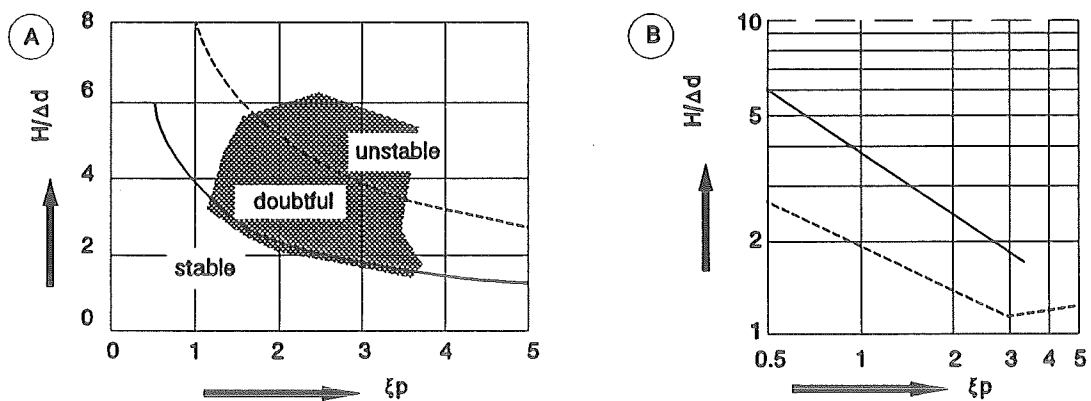 A
H/Δd
8
6
4
2
0
unstable
doubtful
stable
0 1 2 3 4 5
ξp
B
H/Δd
10
5
2
1
0.5 1 2 3 4 5
ξp